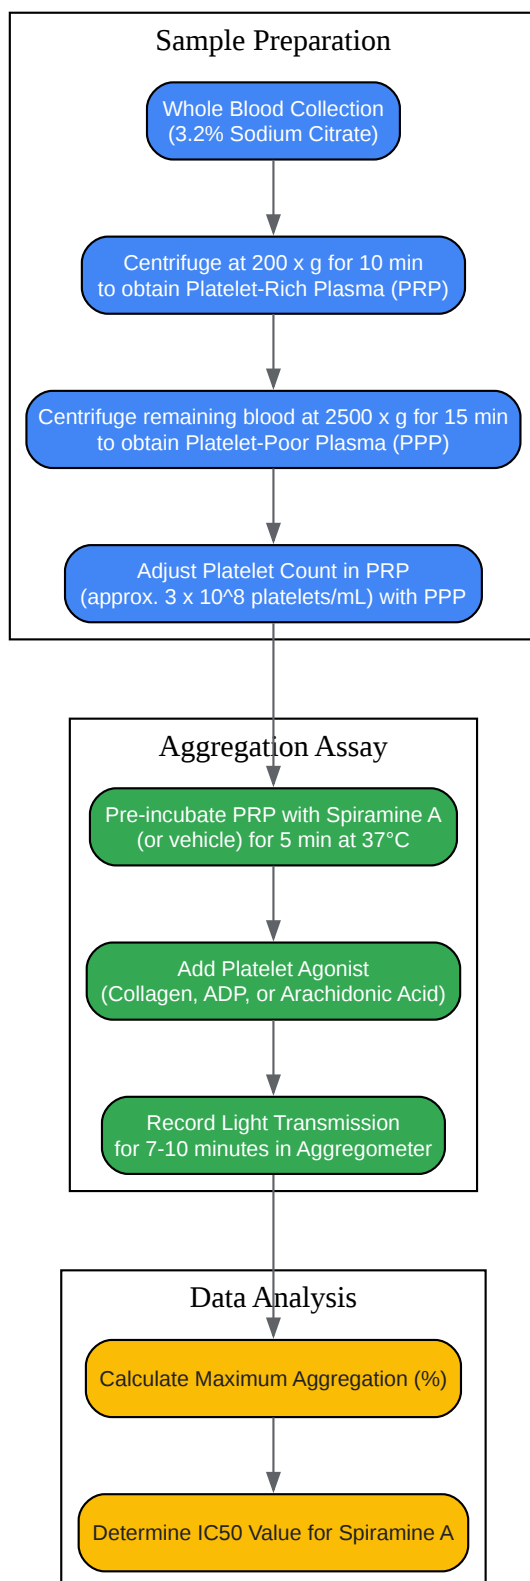 Sample Preparation
Whole Blood Collection
(3.2% Sodium Citrate)
Centrifuge at 200 x g for 10 min
to obtain Platelet-Rich Plasma (PRP)
Centrifuge remaining blood at 2500 x g for 15 min
to obtain Platelet-Poor Plasma (PPP)
Adjust Platelet Count in PRP
(approx. 3 x 10^8 platelets/mL) with PPP
Aggregation Assay
Pre-incubate PRP with Spiramine A
(or vehicle) for 5 min at 37°C
Add Platelet Agonist
(Collagen, ADP, or Arachidonic Acid)
Record Light Transmission
for 7-10 minutes in Aggregometer
Data Analysis
Calculate Maximum Aggregation (%)
Determine IC50 Value for Spiramine A